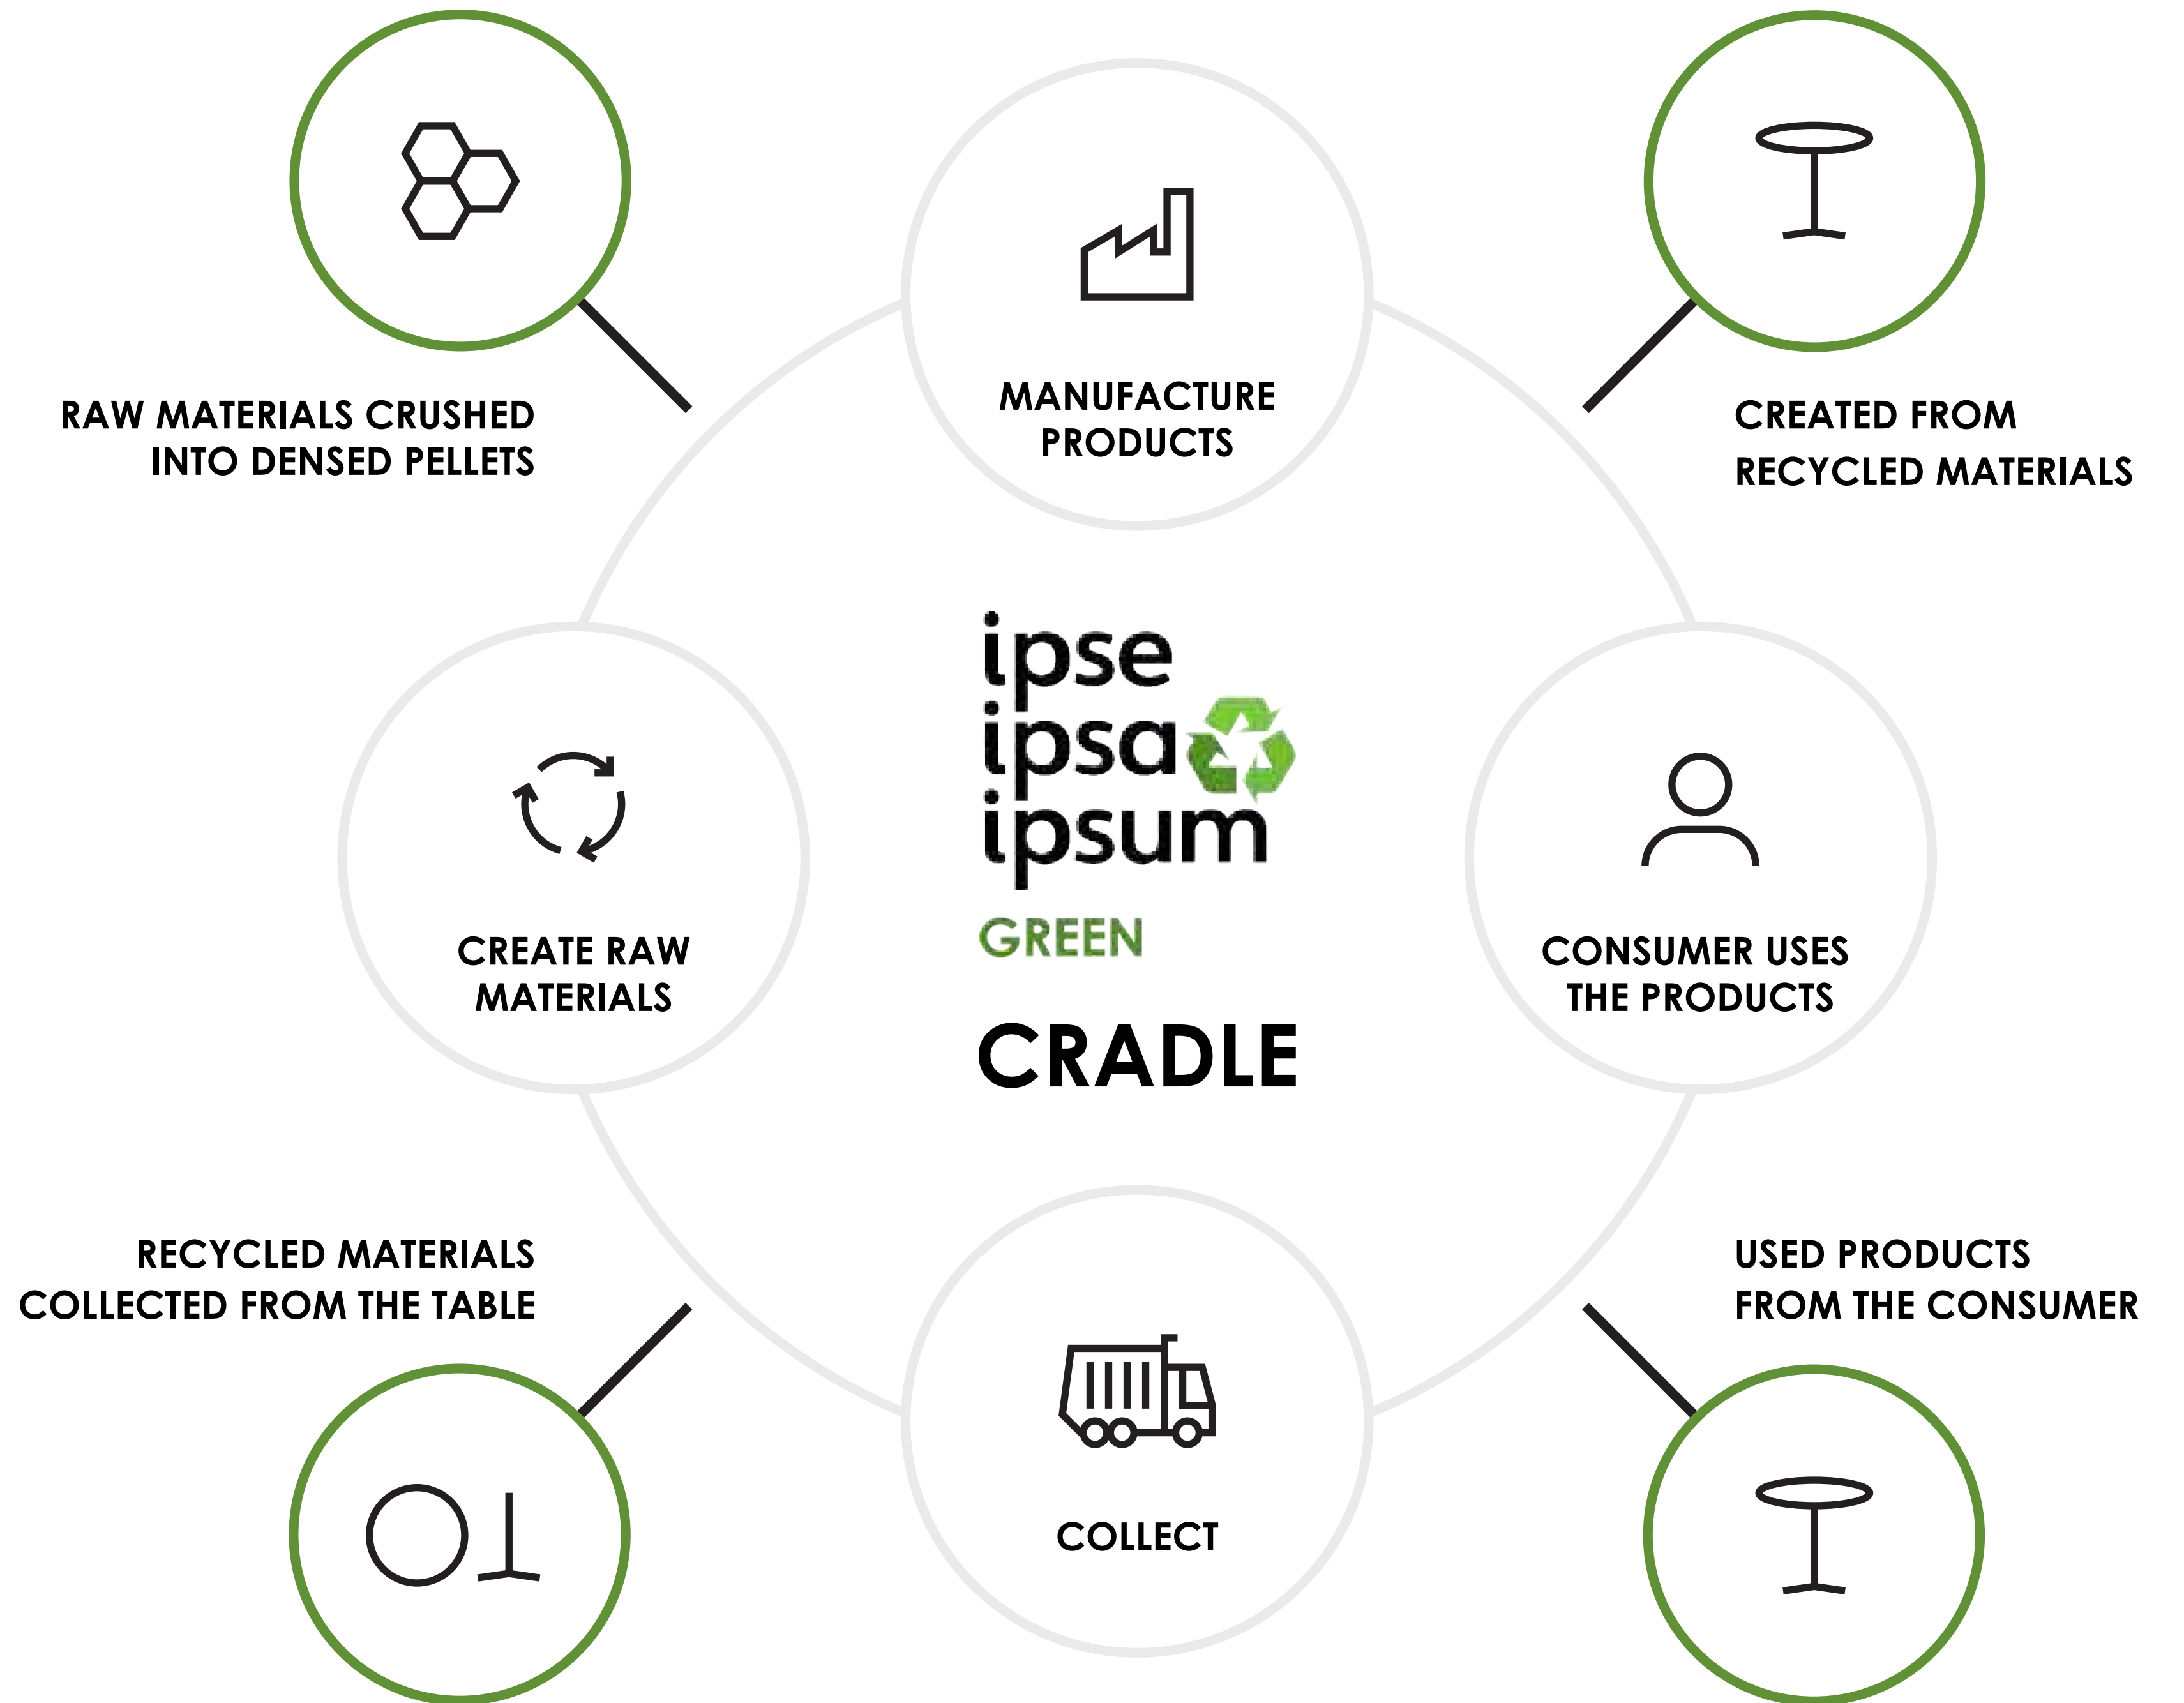 MANUFACTURE
PRODUCTS
RAW MATERIALS CRUSHED
INTO DENSED PELLETS
CREATED FROM
RECYCLED MATERIALS
ipse
ipsa
ipsum
GREEN
CRADLE
CREATE RAW
MATERIALS
CONSUMER USES
THE PRODUCTS
RECYCLED MATERIALS
COLLECTED FROM THE TABLE
USED PRODUCTS
FROM THE CONSUMER
COLLECT